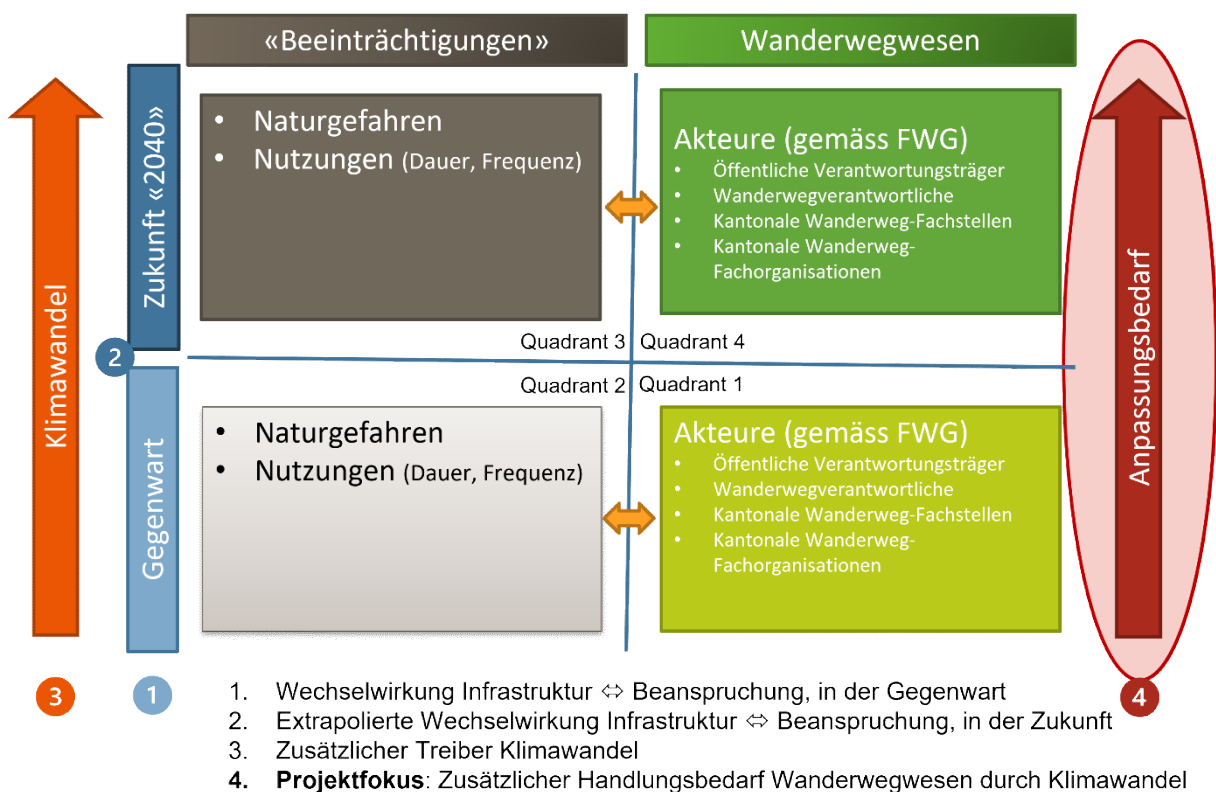 «Beeinträchtigungen»
Wanderwegwesen
Klimawandel
Zukunft «2040»
• Naturgefahren
• Nutzungen (Dauer, Frequenz)
Akteure (gemäss FWG)
• Öffentliche Verantwortungsträger
• Wanderwegverantwortliche
• Kantonale Wanderweg-Fachstellen
• Kantonale Wanderweg-
Fachorganisationen
Anpassungsbedarf
Quadrant 3
Quadrant 4
2
Quadrant 2
Quadrant 1
Gegenwart
• Naturgefahren
• Nutzungen (Dauer, Frequenz)
Akteure (gemäss FWG)
• Öffentliche Verantwortungsträger
• Wanderwegverantwortliche
• Kantonale Wanderweg-Fachstellen
• Kantonale Wanderweg-
Fachorganisationen
3
1
4
1. Wechselwirkung Infrastruktur ⇔ Beanspruchung, in der Gegenwart
2. Extrapolierte Wechselwirkung Infrastruktur ⇔ Beanspruchung, in der Zukunft
3. Zusätzlicher Treiber Klimawandel
4. Projektfokus: Zusätzlicher Handlungsbedarf Wanderwegwesen durch Klimawandel